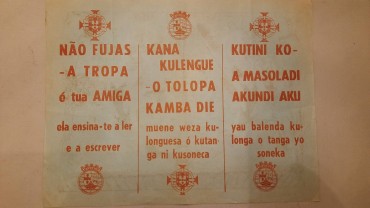 NÃO FUJAS
-A TROPA
ó tua AMIGA
ela ensina-te a ler
e a escrever
KANA
KULENGUE
-O TOLOPA
KAMBA DIE
muene weza ku-
longuesa ó kutan-
ga ni kusoneca
KUTINI KO-
A MASOLADI
AKUNDI AKU
yau balenda ku-
longa o tanga yo
soneka